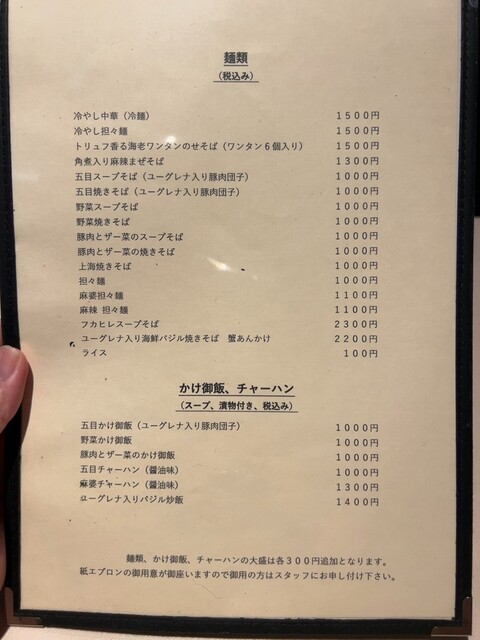 麺類
（税込み）
冷やし中華（冷麺） 1500円
冷やし担々麺 1500円
トリュフ香る海老ワンタンのせそば（ワンタン6個入り） 1500円
角煮入り麻辣まぜそば 1300円
五目スープそば（ユーグレナ入り豚肉団子） 1000円
五目焼きそば（ユーグレナ入り豚肉団子） 1000円
野菜スープそば 1000円
野菜焼きそば 1000円
豚肉とザー菜のスープそば 1000円
豚肉とザー菜の焼きそば 1000円
上海焼きそば 1000円
担々麺 1000円
麻婆担々麺 1100円
麻辣 担々麺 1100円
フカヒレスープそば 2300円
ユーグレナ入り海鮮バジル焼きそば 蟹あんかけ 2200円
ライス 100円
かけ御飯、チャーハン
（スープ、漬物付き、税込み）
五目かけ御飯（ユーグレナ入り豚肉団子） 1000円
野菜かけ御飯 1000円
豚肉とザー菜のかけ御飯 1000円
五目チャーハン（醤油味） 1000円
麻婆チャーハン（醤油味） 1300円
ユーグレナ入りバジル炒飯 1400円
麺類、かけ御飯、チャーハンの大盛は各300円追加となります。
紙エプロンの御用意が御座いますので御用の方はスタッフにお申し付け下さい。